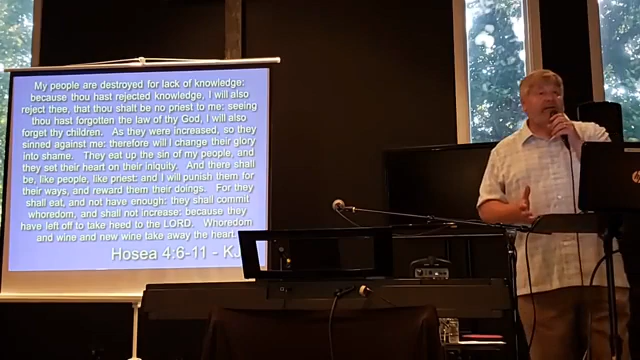 My people are destroyed for lack of knowledge:
because thou hast rejected knowledge, I will also
reject thee, that thou shalt be no priest to me: seeing
thou hast forgotten the law of thy God, I will also
forget thy children. As they were increased, so they
sinned against me: therefore will I change their glory
into shame. They eat up the sin of my people, and
they set their heart on their iniquity. And there shall
be, like people, like priest: and I will punish them for
their ways, and reward them their doings. For they
shall eat, and not have enough: they shall commit
whoredom, and shall not increase: because they
have left off to take heed to the LORD. Whoredom
and wine and new wine take away the heart.
Hosea 4:6-11 - KJ